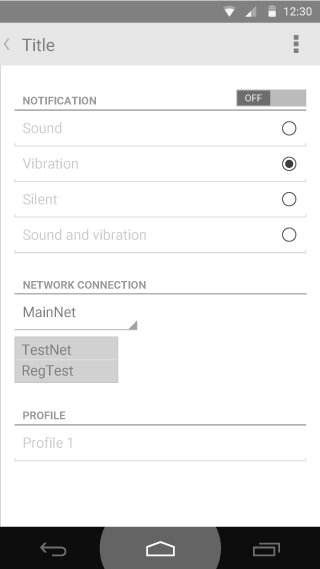 12:30
Title
NOTIFICATION OFF
Sound
Vibration
Silent
Sound and vibration
NETWORK CONNECTION
MainNet
TestNet
RegTest
PROFILE
Profile 1